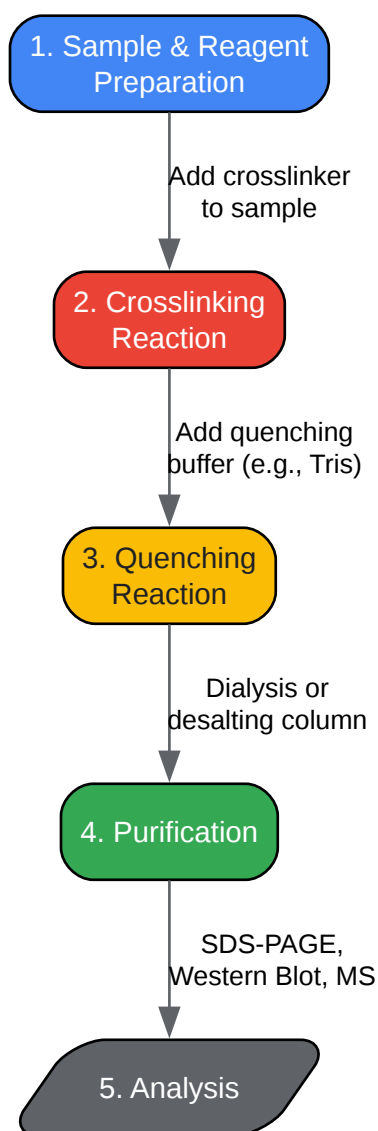 1. Sample & Reagent
Preparation
Add crosslinker
to sample
2. Crosslinking
Reaction
Add quenching
buffer (e.g., Tris)
3. Quenching
Reaction
Dialysis or
desalting column
4. Purification
SDS-PAGE,
Western Blot, MS
5. Analysis